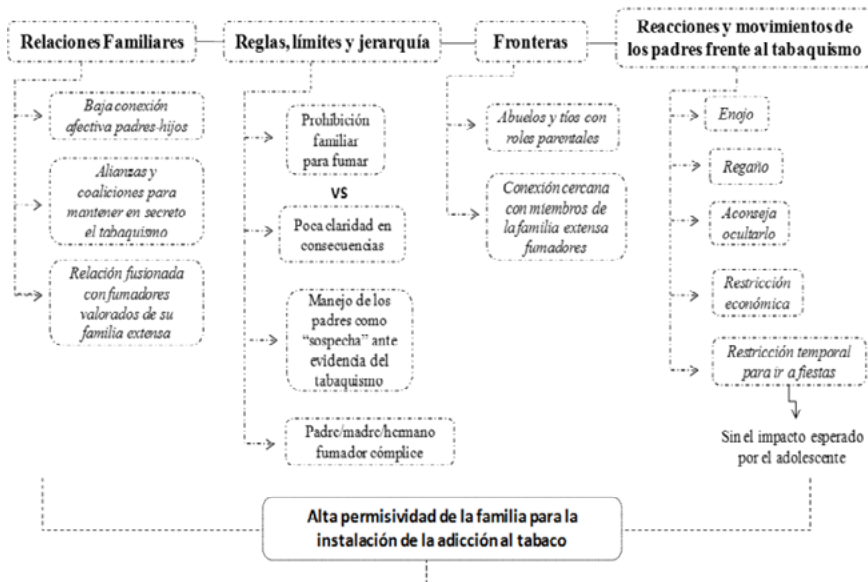 Relaciones Familiares
Baja conexión
afectiva padres-hijos
Alianzas y
coaliciones para
mantener en secreto
el tabaquismo
Relación fusionada
con fumadores
valorados de su
familia extensa
Reglas, límites y jerarquía
Prohibición
familiar
para fumar
VS
Poca claridad en
consecuencias
Manejo de los
padres como
“sospecha” ante
evidencia del
tabaquismo
Padre/madre/hermano
fumador cómplice
Fronteras
Abuelos y tíos con
roles parentales
Conexión cercana
con miembros de
la familia extensa
fumadores
Reacciones y movimientos de
los padres frente al tabaquismo
Enojo
Regaño
Aconseja
ocultarlo
Restricción
económica
Restricción temporal
para ir a fiestas
Sin el impacto esperado
por el adolescente
Alta permisividad de la familia para la
instalación de la adicción al tabaco